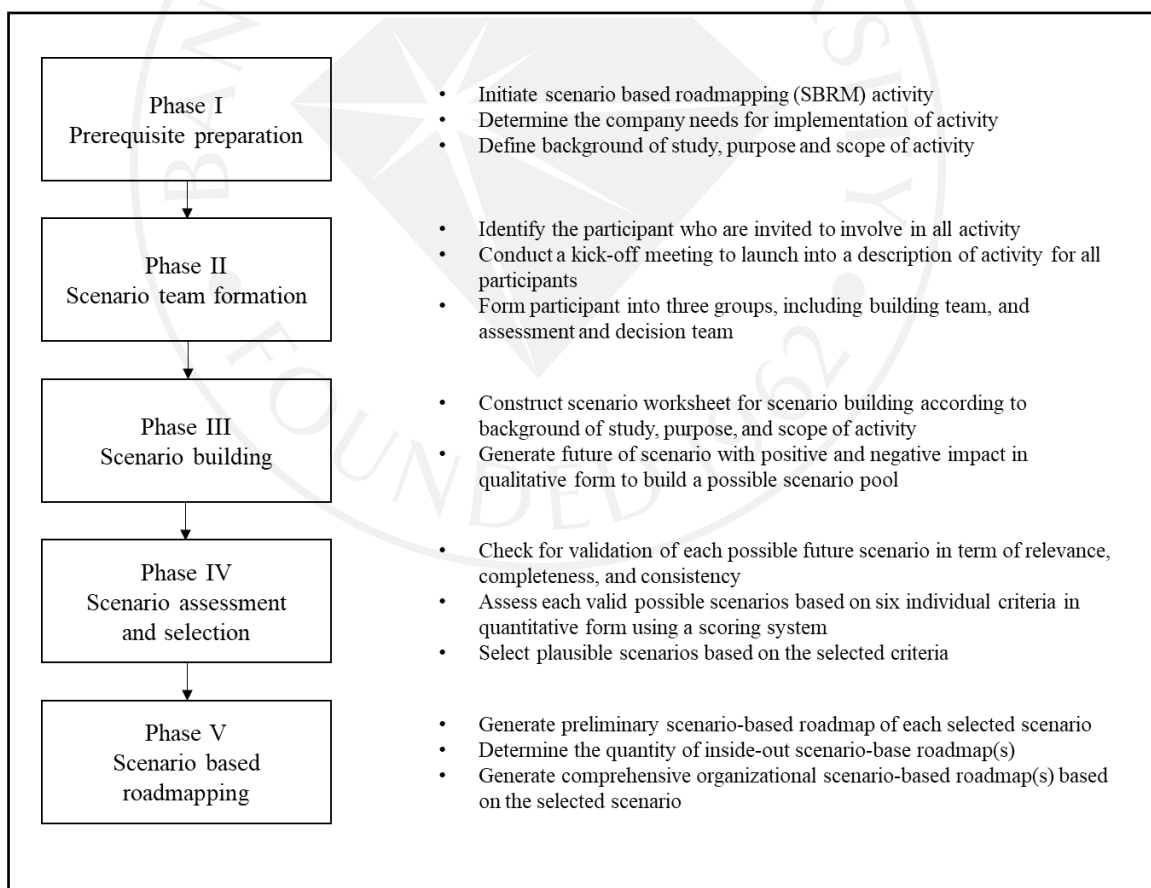 Phase I
Prerequisite preparation
• Initiate scenario based roadmapping (SBRM) activity
• Determine the company needs for implementation of activity
• Define background of study, purpose and scope of activity
Phase II
Scenario team formation
• Identify the participant who are invited to involve in all activity
• Conduct a kick-off meeting to launch into a description of activity for all
participants
• Form participant into three groups, including building team, and
assessment and decision team
Phase III
Scenario building
• Construct scenario worksheet for scenario building according to
background of study, purpose, and scope of activity
• Generate future of scenario with positive and negative impact in
qualitative form to build a possible scenario pool
Phase IV
Scenario assessment
and selection
• Check for validation of each possible future scenario in term of relevance,
completeness, and consistency
• Assess each valid possible scenarios based on six individual criteria in
quantitative form using a scoring system
• Select plausible scenarios based on the selected criteria
Phase V
Scenario based
roadmapping
• Generate preliminary scenario-based roadmap of each selected scenario
• Determine the quantity of inside-out scenario-base roadmap(s)
• Generate comprehensive organizational scenario-based roadmap(s) based
on the selected scenario
FOUNDED 1962